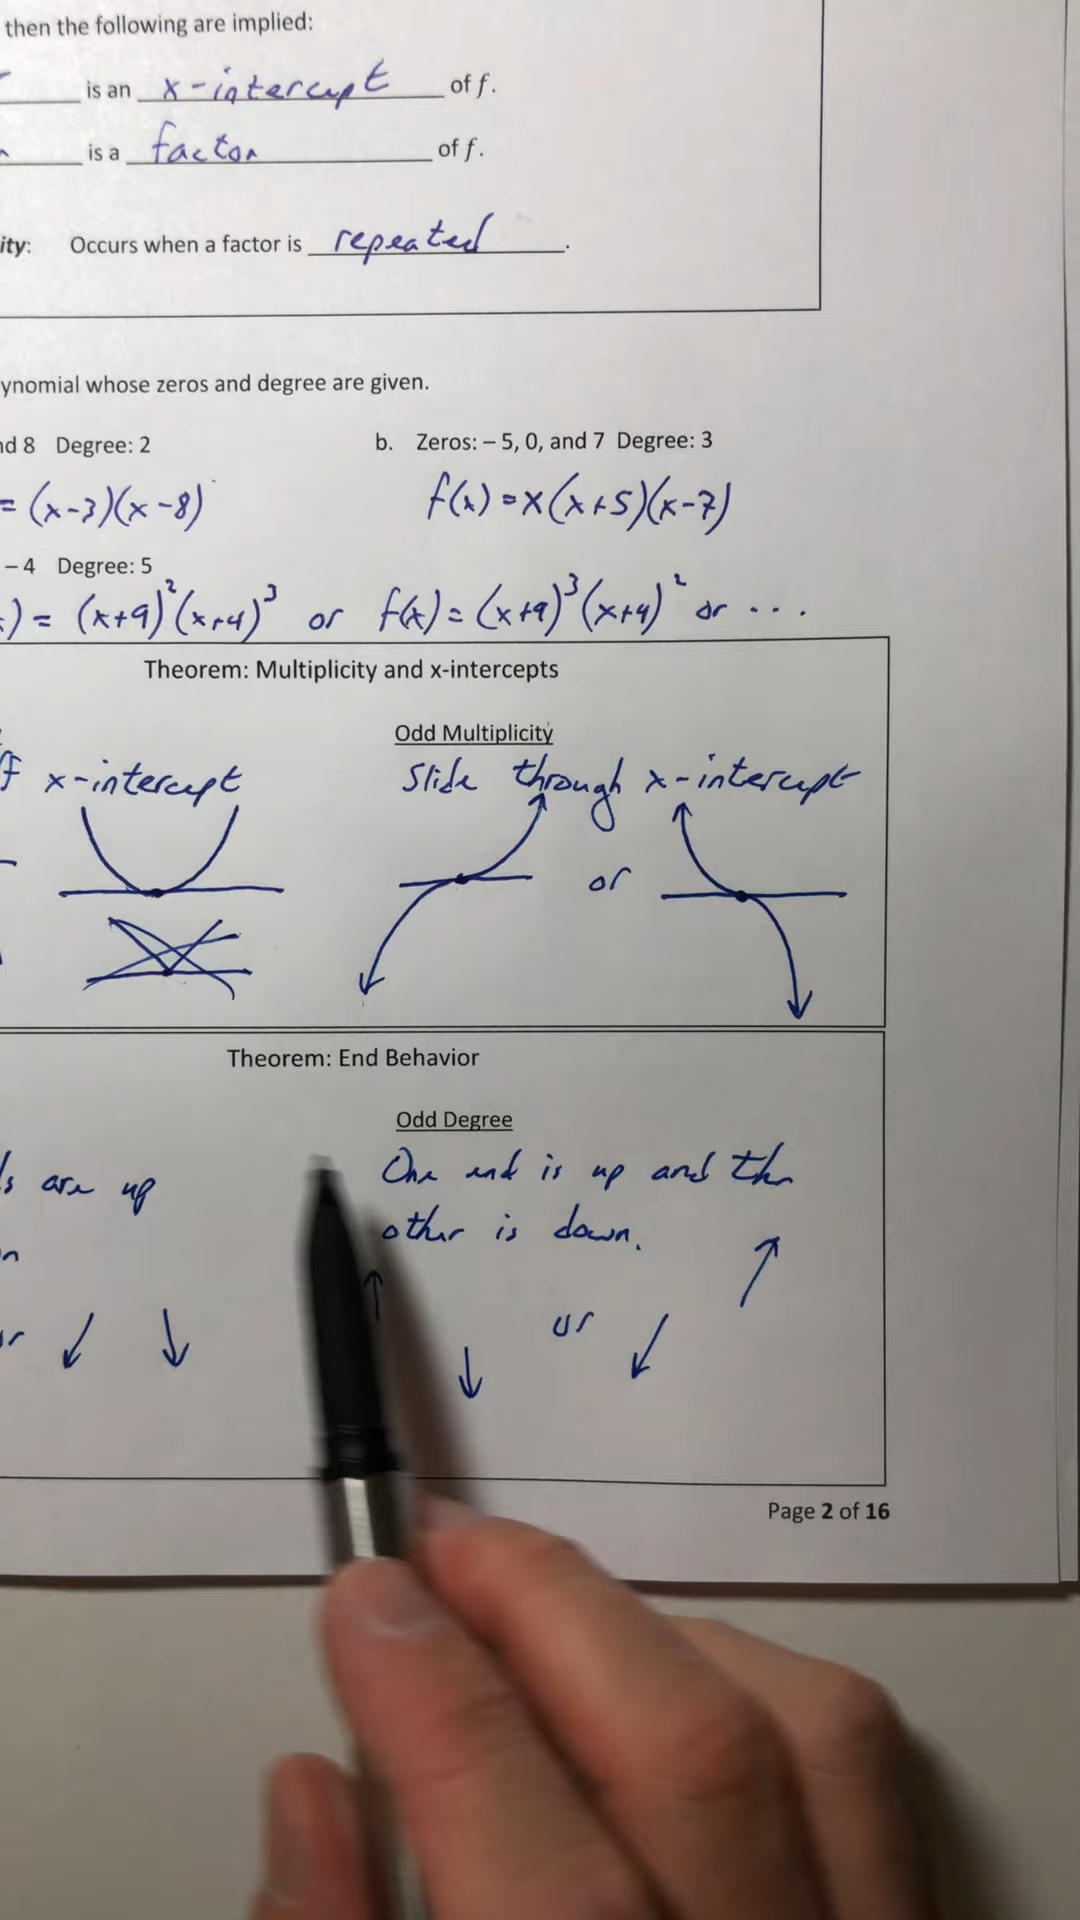 then the following are implied:
is an x-intercept of f.
is a factor of f.
ity: Occurs when a factor is repeated.
ynomial whose zeros and degree are given.
nd 8 Degree: 2 b. Zeros: – 5, 0, and 7 Degree: 3
= (x-3)(x-8) f(x) = x(x+5)(x-7)
– 4 Degree: 5
) = (x+9)²(x+4)³ or f(x) = (x+9)³(x+4)² or ...
Theorem: Multiplicity and x-intercepts
Odd Multiplicity
x-intercept Slide through x-intercept
or
Theorem: End Behavior
Odd Degree
are up One end is up and the
other is down.
or or
Page 2 of 16